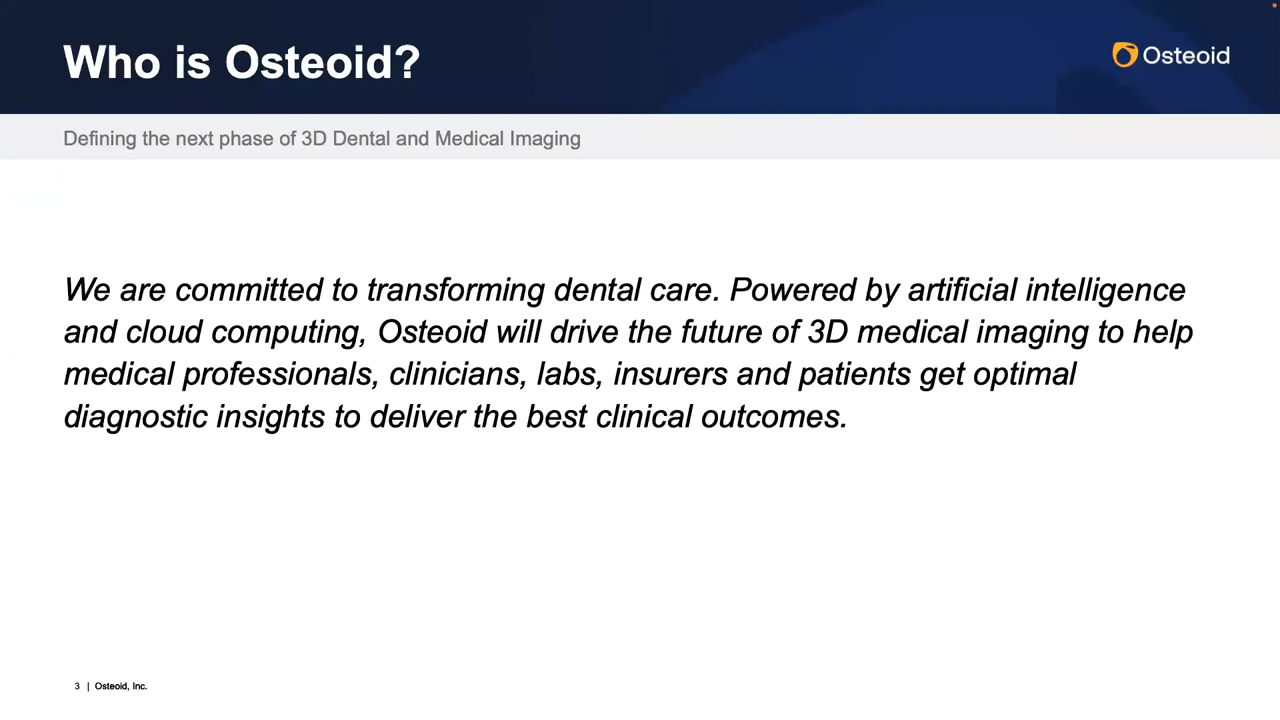 Who is Osteoid?
Osteoid
Defining the next phase of 3D Dental and Medical Imaging
We are committed to transforming dental care. Powered by artificial intelligence
and cloud computing, Osteoid will drive the future of 3D medical imaging to help
medical professionals, clinicians, labs, insurers and patients get optimal
diagnostic insights to deliver the best clinical outcomes.
3 | Osteoid, Inc.